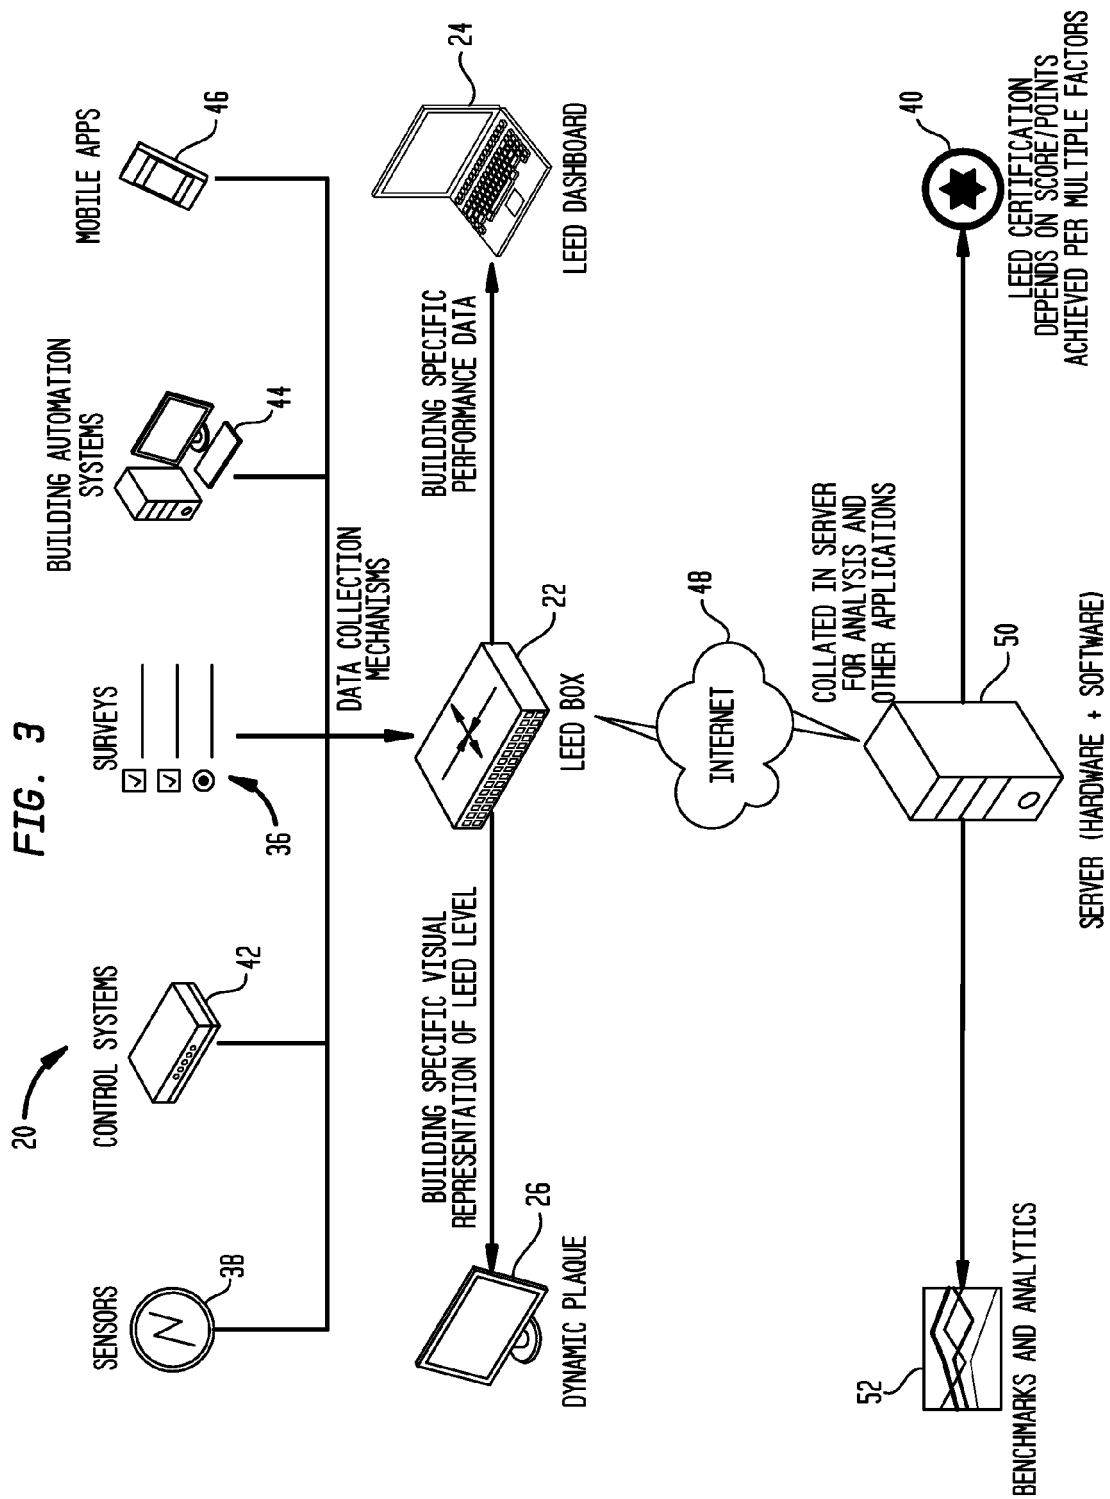 FIG. 3
20
SENSORS
38
CONTROL SYSTEMS
42
SURVEYS
36
BUILDING AUTOMATION
SYSTEMS
44
MOBILE APPS
46
DATA COLLECTION
MECHANISMS
BUILDING SPECIFIC VISUAL
REPRESENTATION OF LEED LEVEL
26
DYNAMIC PLAQUE
22
LEED BOX
BUILDING SPECIFIC
PERFORMANCE DATA
24
LEED DASHBOARD
INTERNET
48
COLLATED IN SERVER
FOR ANALYSIS AND
OTHER APPLICATIONS
52
BENCHMARKS AND ANALYTICS
50
SERVER (HARDWARE + SOFTWARE)
40
LEED CERTIFICATION
DEPENDS ON SCORE/POINTS
ACHIEVED PER MULTIPLE FACTORS